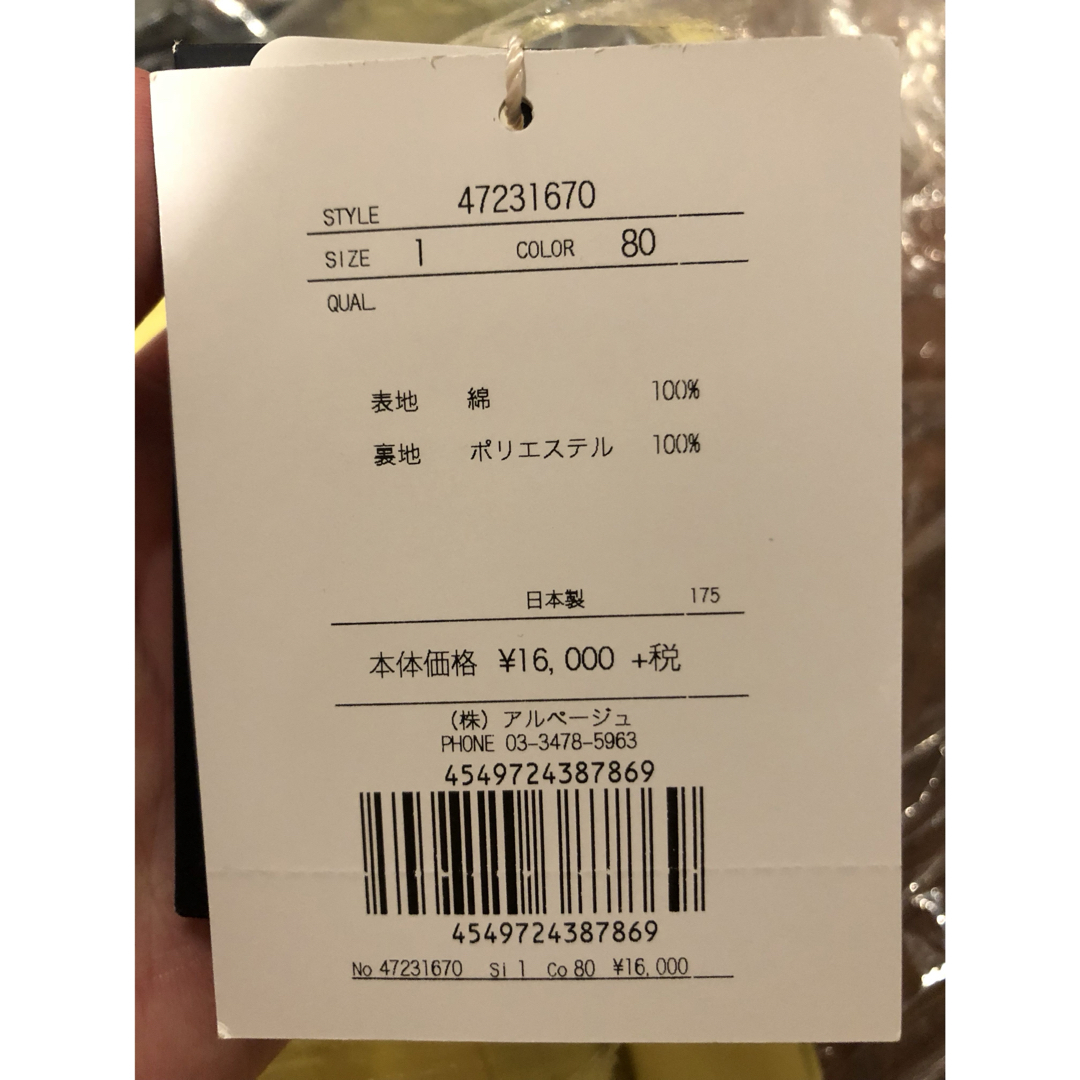 STYLE 47231670
SIZE 1 COLOR 80
QUAL.
表地 綿 100%
裏地 ポリエステル 100%
日本製 175
本体価格 ¥16,000 +税
(株) アルページュ
PHONE 03-3478-5963
4549724387869
4549724387869
No 47231670 Si 1 Co 80 ¥16,000